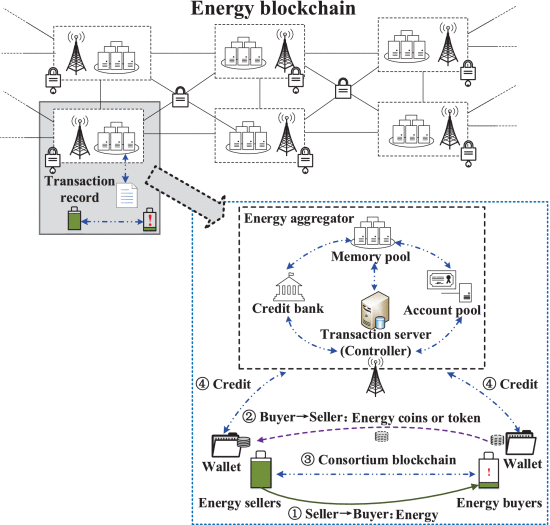 Energy blockchain
Transaction
record
Energy aggregator
Memory pool
Credit bank
Account pool
Transaction server
(Controller)
④ Credit
④ Credit
② Buyer→Seller: Energy coins or token
Wallet
Wallet
③ Consortium blockchain
Energy sellers
Energy buyers
① Seller→Buyer: Energy